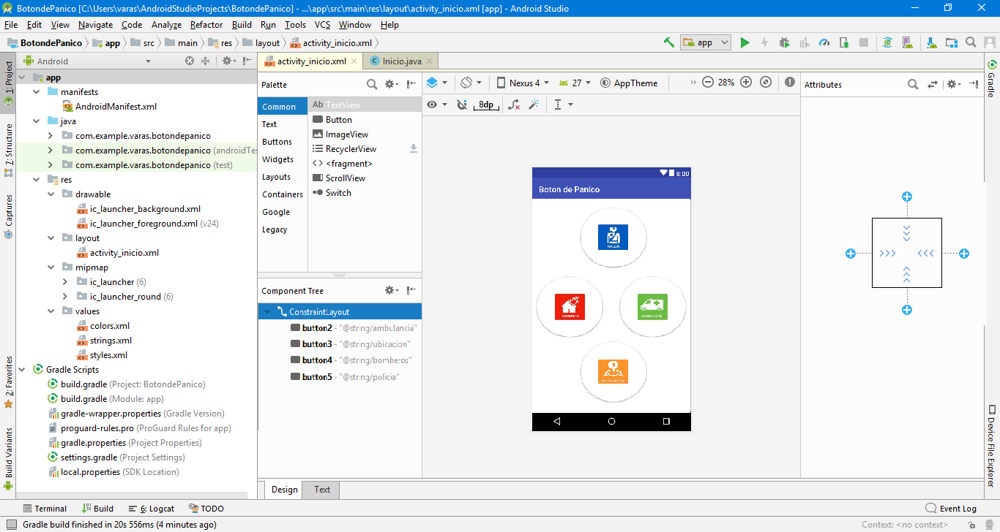 BotondePanico [C:\Users\varas\AndroidStudioProjects\BotondePanico] - ...\app\src\main\res\layout\activity_inicio.xml [app] - Android Studio
File Edit View Navigate Code Analyze Refactor Build Run Tools VCS Window Help
BotondePanico app src main res layout activity_inicio.xml app
1: Project
7: Structure
Captures
2: Favorites
Build Variants
Android
app
manifests
AndroidManifest.xml
java
com.example.varas.botondepanico
com.example.varas.botondepanico (androidTes
com.example.varas.botondepanico (test)
res
drawable
ic_launcher_background.xml
ic_launcher_foreground.xml (v24)
layout
activity_inicio.xml
mipmap
ic_launcher (6)
ic_launcher_round (6)
values
colors.xml
strings.xml
styles.xml
Gradle Scripts
build.gradle (Project: BotondePanico)
build.gradle (Module: app)
gradle-wrapper.properties (Gradle Version)
proguard-rules.pro (ProGuard Rules for app)
gradle.properties (Project Properties)
settings.gradle (Project Settings)
local.properties (SDK Location)
activity_inicio.xml Inicio.java
Palette
Common
Text
Buttons
Widgets
Layouts
Containers
Google
Legacy
Ab TextView
Button
ImageView
RecyclerView
<fragment>
ScrollView
Switch
Component Tree
ConstraintLayout
button2 - "@string/ambulancia"
button3 - "@string/ubicacion"
button4 - "@string/bomberos"
button5 - "@string/policia"
Nexus 4 27 AppTheme 28%
8dp
8:00
Boton de Panico
POLICÍA
BOMBEROS
AMBULANCIA
Attributes
Gradle
Device File Explorer
Design Text
Terminal Build 6: Logcat TODO Event Log
Gradle build finished in 20s 556ms (4 minutes ago) Context: <no context>